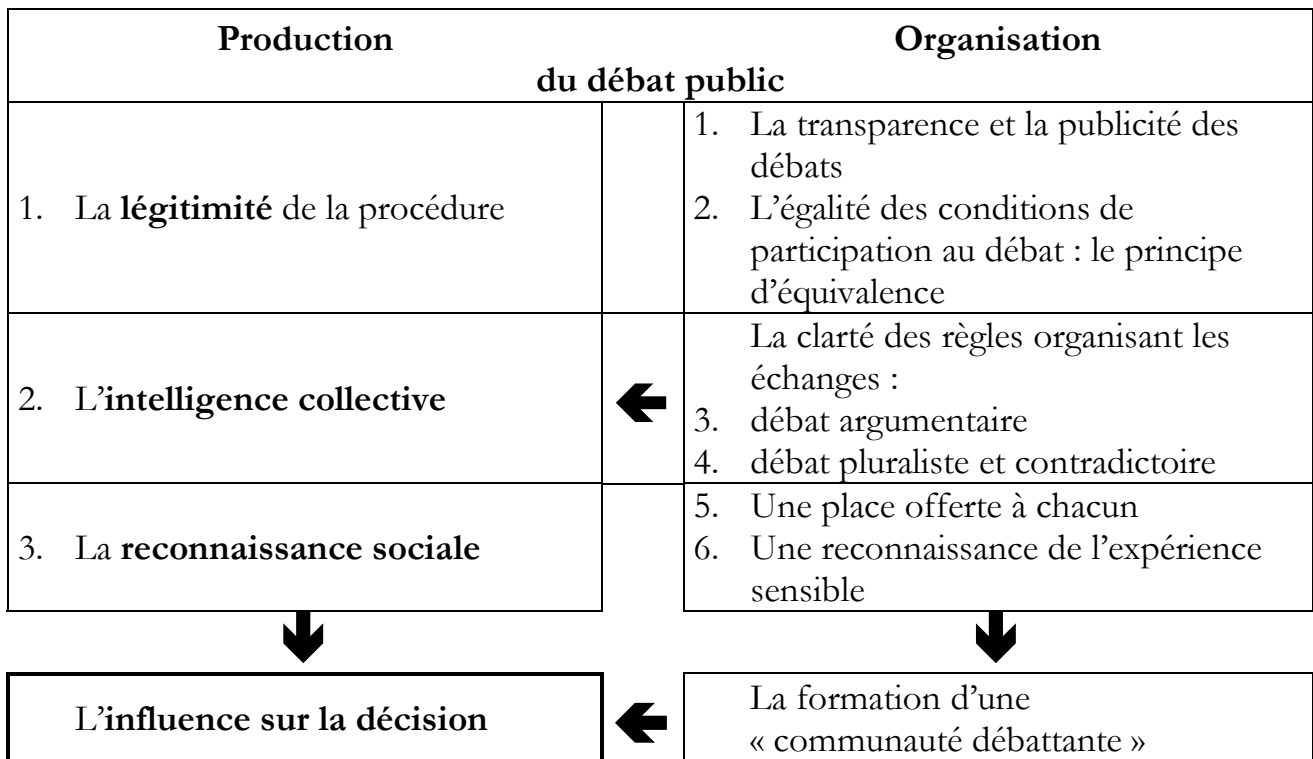 Production Organisation
du débat public
1. La légitimité de la procédure
1. La transparence et la publicité des
débats
2. L’égalité des conditions de
participation au débat : le principe
d’équivalence
2. L’intelligence collective
La clarté des règles organisant les
échanges :
3. débat argumentaire
4. débat pluraliste et contradictoire
3. La reconnaissance sociale
5. Une place offerte à chacun
6. Une reconnaissance de l’expérience
sensible
L’influence sur la décision
La formation d’une
« communauté débattante »